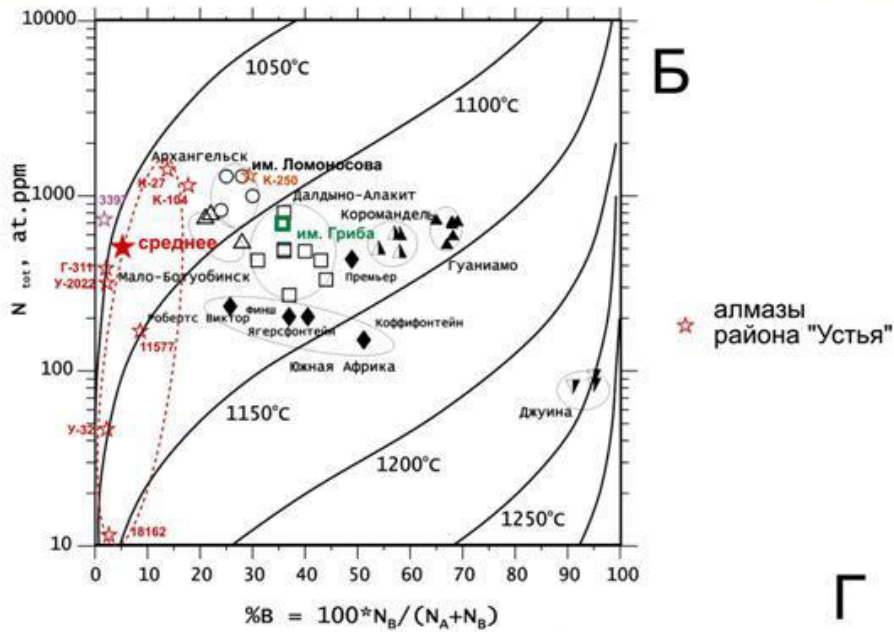 10000
1000
100
10
N tot, at.ppm
Б
1050°C
1100°C
Архангельск
им. Ломоносова
К-27
К-250
К-104
3397
Далдыно-Алакит
Коромандель
среднее
им. Гриба
Гуаниамо
Г-311
Мало-Ботуобинск
Премьер
У-2022
алмазы
района "Устья"
Робертс Виктор
Финш
11577
Ягерсфонтейн
Коффифонтейн
Южная Африка
Джуина
1150°C
У-32
1200°C
1250°C
18162
0 10 20 30 40 50 60 70 80 90 100
%B = 100*N_B/(N_A+N_B)
Г